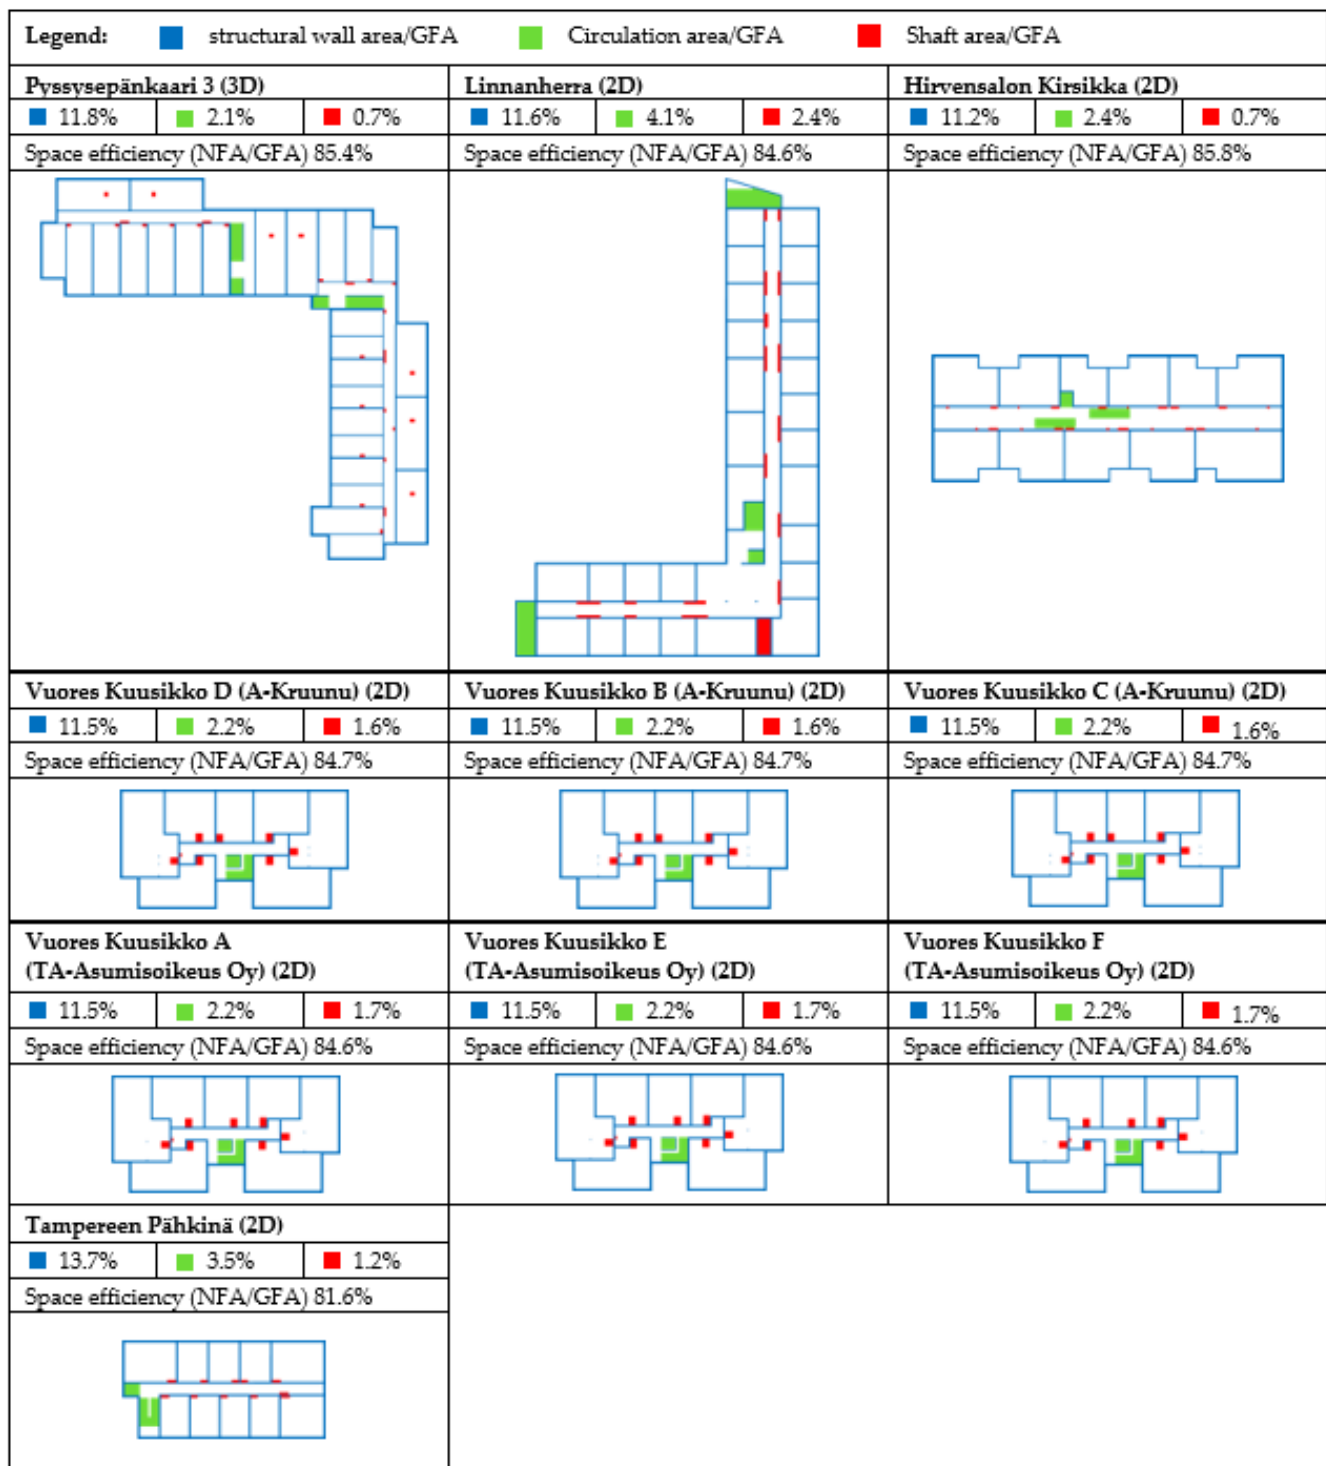 Legend: structural wall area/GFA Circulation area/GFA Shaft area/GFA
Pyssysepänkaari 3 (3D)
11.8% 2.1% 0.7%
Space efficiency (NFA/GFA) 85.4%
Linnanherra (2D)
11.6% 4.1% 2.4%
Space efficiency (NFA/GFA) 84.6%
Hirvensalon Kirsikka (2D)
11.2% 2.4% 0.7%
Space efficiency (NFA/GFA) 85.8%
Vuores Kuusikko D (A-Kruunu) (2D)
11.5% 2.2% 1.6%
Space efficiency (NFA/GFA) 84.7%
Vuores Kuusikko B (A-Kruunu) (2D)
11.5% 2.2% 1.6%
Space efficiency (NFA/GFA) 84.7%
Vuores Kuusikko C (A-Kruunu) (2D)
11.5% 2.2% 1.6%
Space efficiency (NFA/GFA) 84.7%
Vuores Kuusikko A
(TA-Asumisoikeus Oy) (2D)
11.5% 2.2% 1.7%
Space efficiency (NFA/GFA) 84.6%
Vuores Kuusikko E
(TA-Asumisoikeus Oy) (2D)
11.5% 2.2% 1.7%
Space efficiency (NFA/GFA) 84.6%
Vuores Kuusikko F
(TA-Asumisoikeus Oy) (2D)
11.5% 2.2% 1.7%
Space efficiency (NFA/GFA) 84.6%
Tampereen Pähkinä (2D)
13.7% 3.5% 1.2%
Space efficiency (NFA/GFA) 81.6%